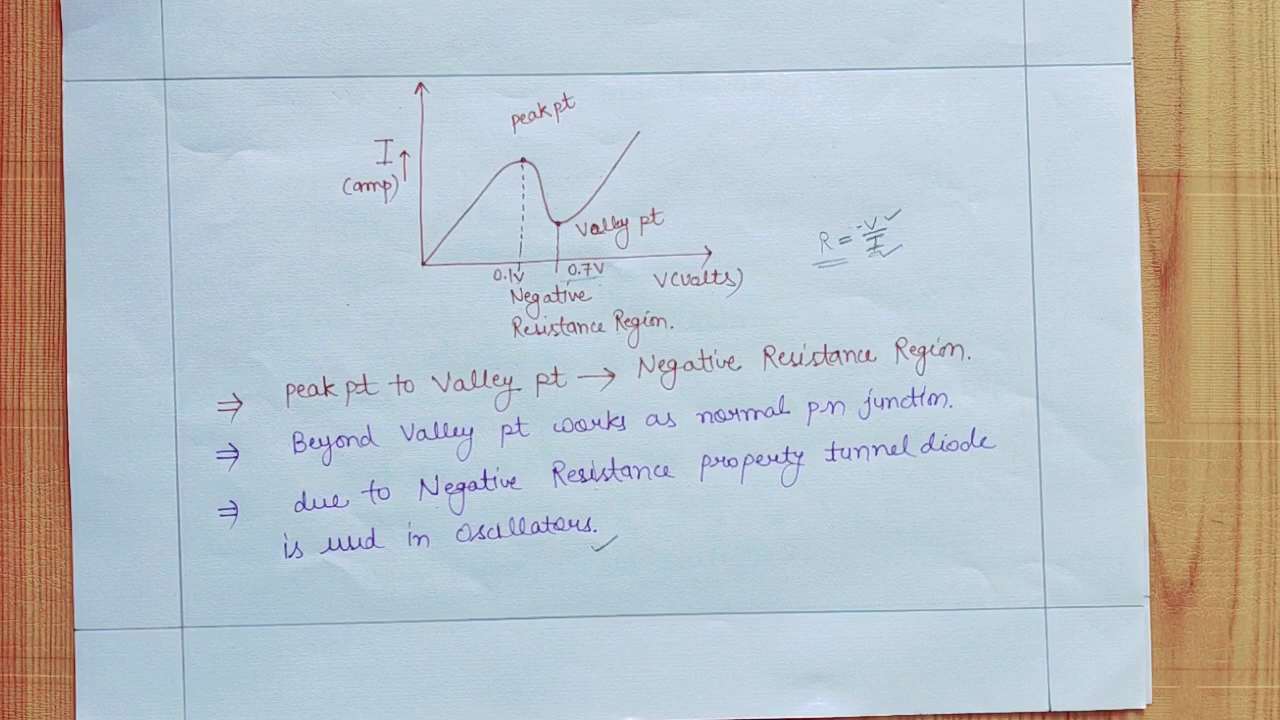 peak pt
I
(amp)
valley pt
R = -V/I
0.1V
0.7V
V(volts)
Negative
Resistance Region.
⇒ peak pt to Valley pt → Negative Resistance Region.
⇒ Beyond Valley pt works as normal pn junction.
⇒ due to Negative Resistance property tunnel diode
is used in Oscillators.